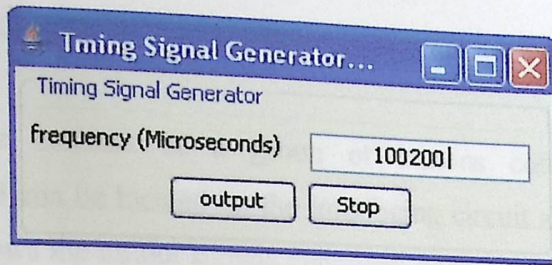 Tming Signal Generator...
Timing Signal Generator
frequency (Microseconds) 100200
output Stop